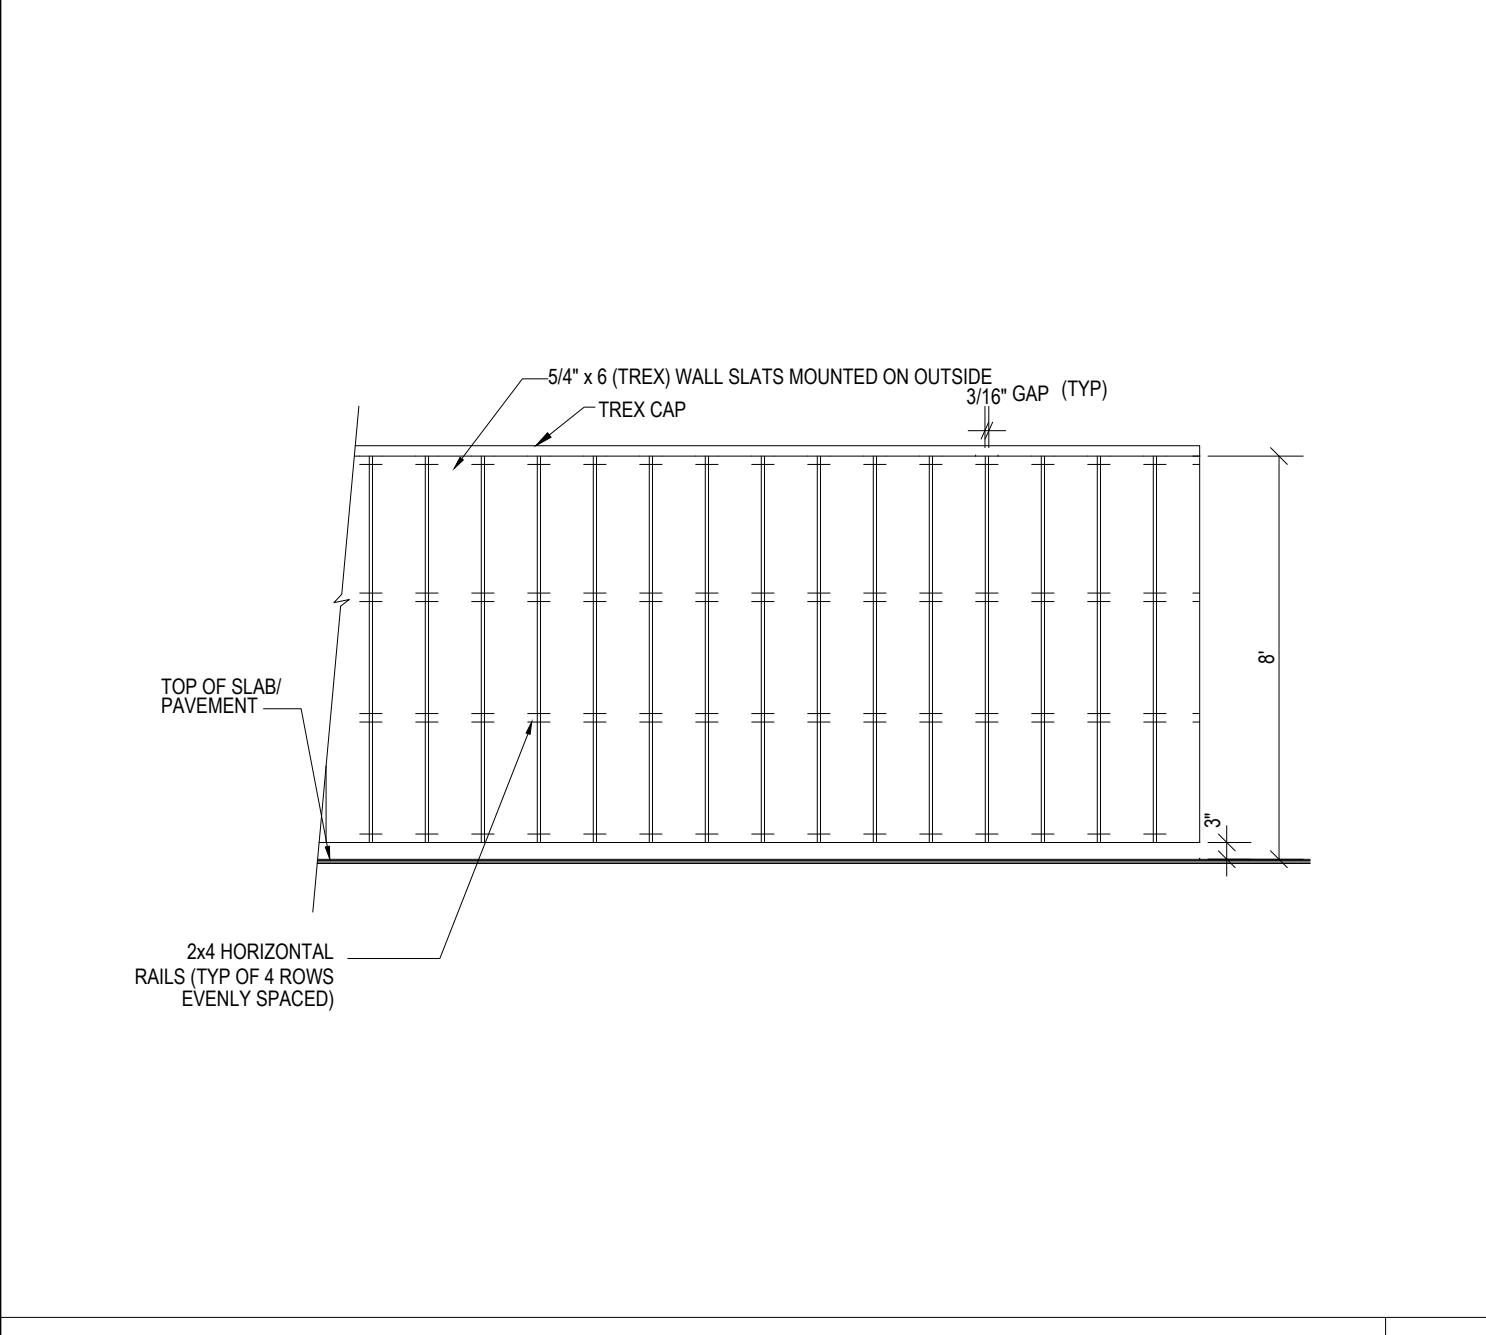 5/4" x 6 (TREX) WALL SLATS MOUNTED ON OUTSIDE
3/16" GAP (TYP)
TREX CAP
8'
TOP OF SLAB/
PAVEMENT
3"
2x4 HORIZONTAL
RAILS (TYP OF 4 ROWS
EVENLY SPACED)